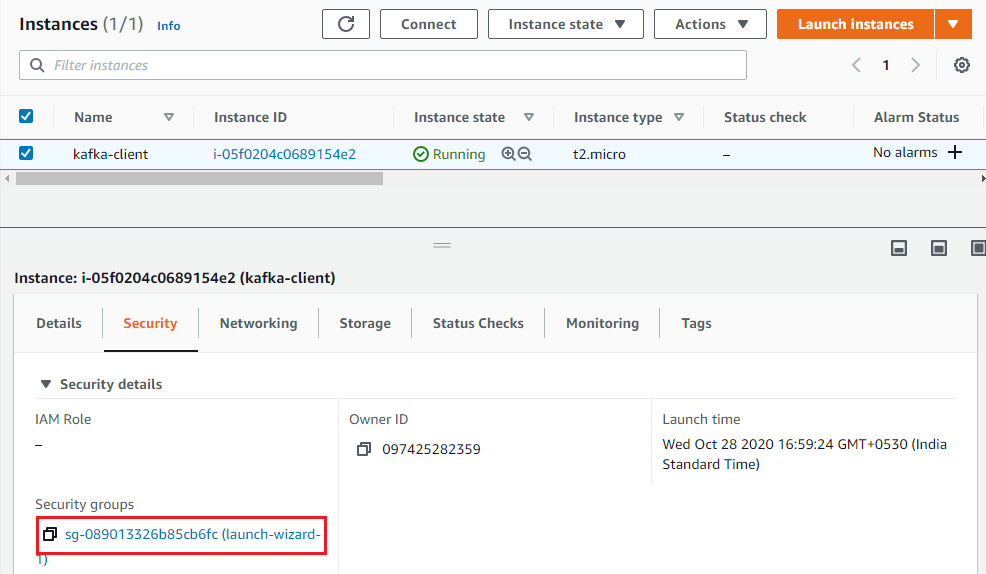 Instances (1/1) Info Connect Instance state Actions Launch instances
Filter instances 1
Name Instance ID Instance state Instance type Status check Alarm Status
kafka-client i-05f0204c0689154e2 Running t2.micro – No alarms +
Instance: i-05f0204c0689154e2 (kafka-client)
Details Security Networking Storage Status Checks Monitoring Tags
Security details
IAM Role Owner ID Launch time
– 097425282359 Wed Oct 28 2020 16:59:24 GMT+0530 (India
Standard Time)
Security groups
sg-089013326b85cb6fc (launch-wizard-
1)